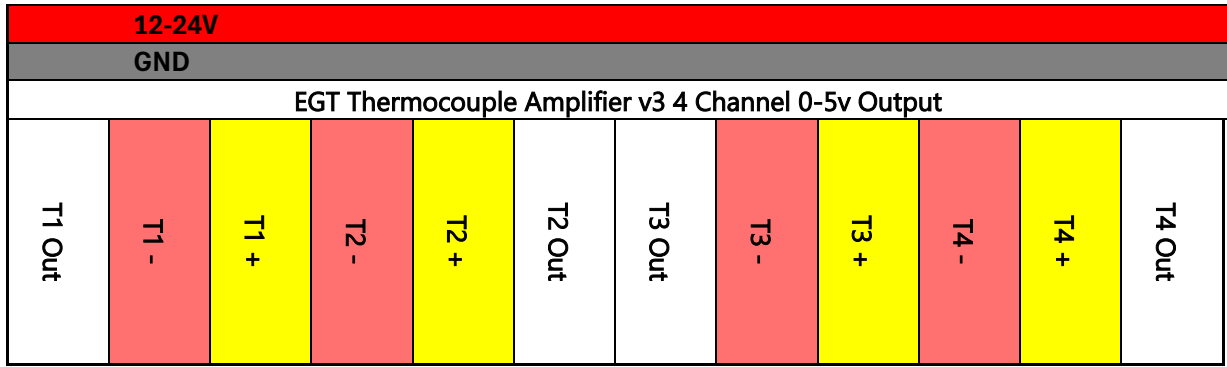 12-24V
GND
EGT Thermocouple Amplifier v3 4 Channel 0-5v Output
T1 Out
T1 -
T1 +
T2 -
T2 +
T2 Out
T3 Out
T3 -
T3 +
T4 -
T4 +
T4 Out